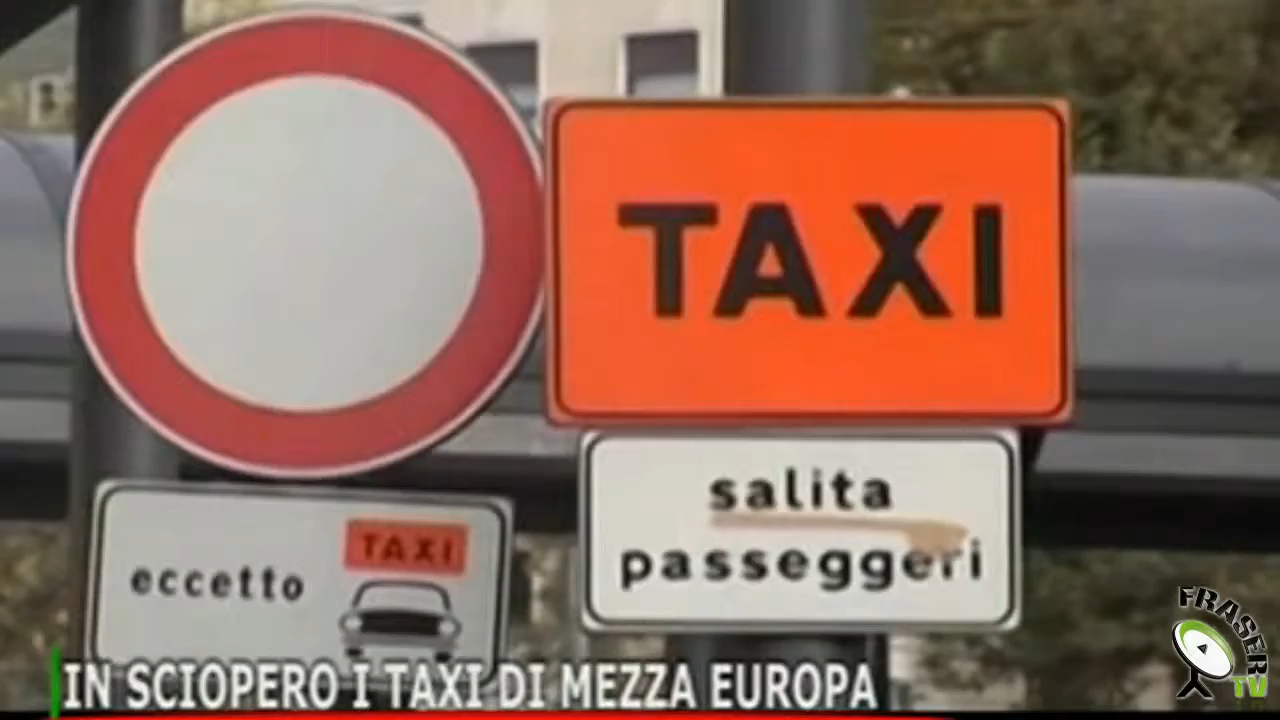 TAXI
salita
passeggeri
eccetto
TAXI
IN SCIOPERO I TAXI DI MEZZA EUROPA
FRASER
TV